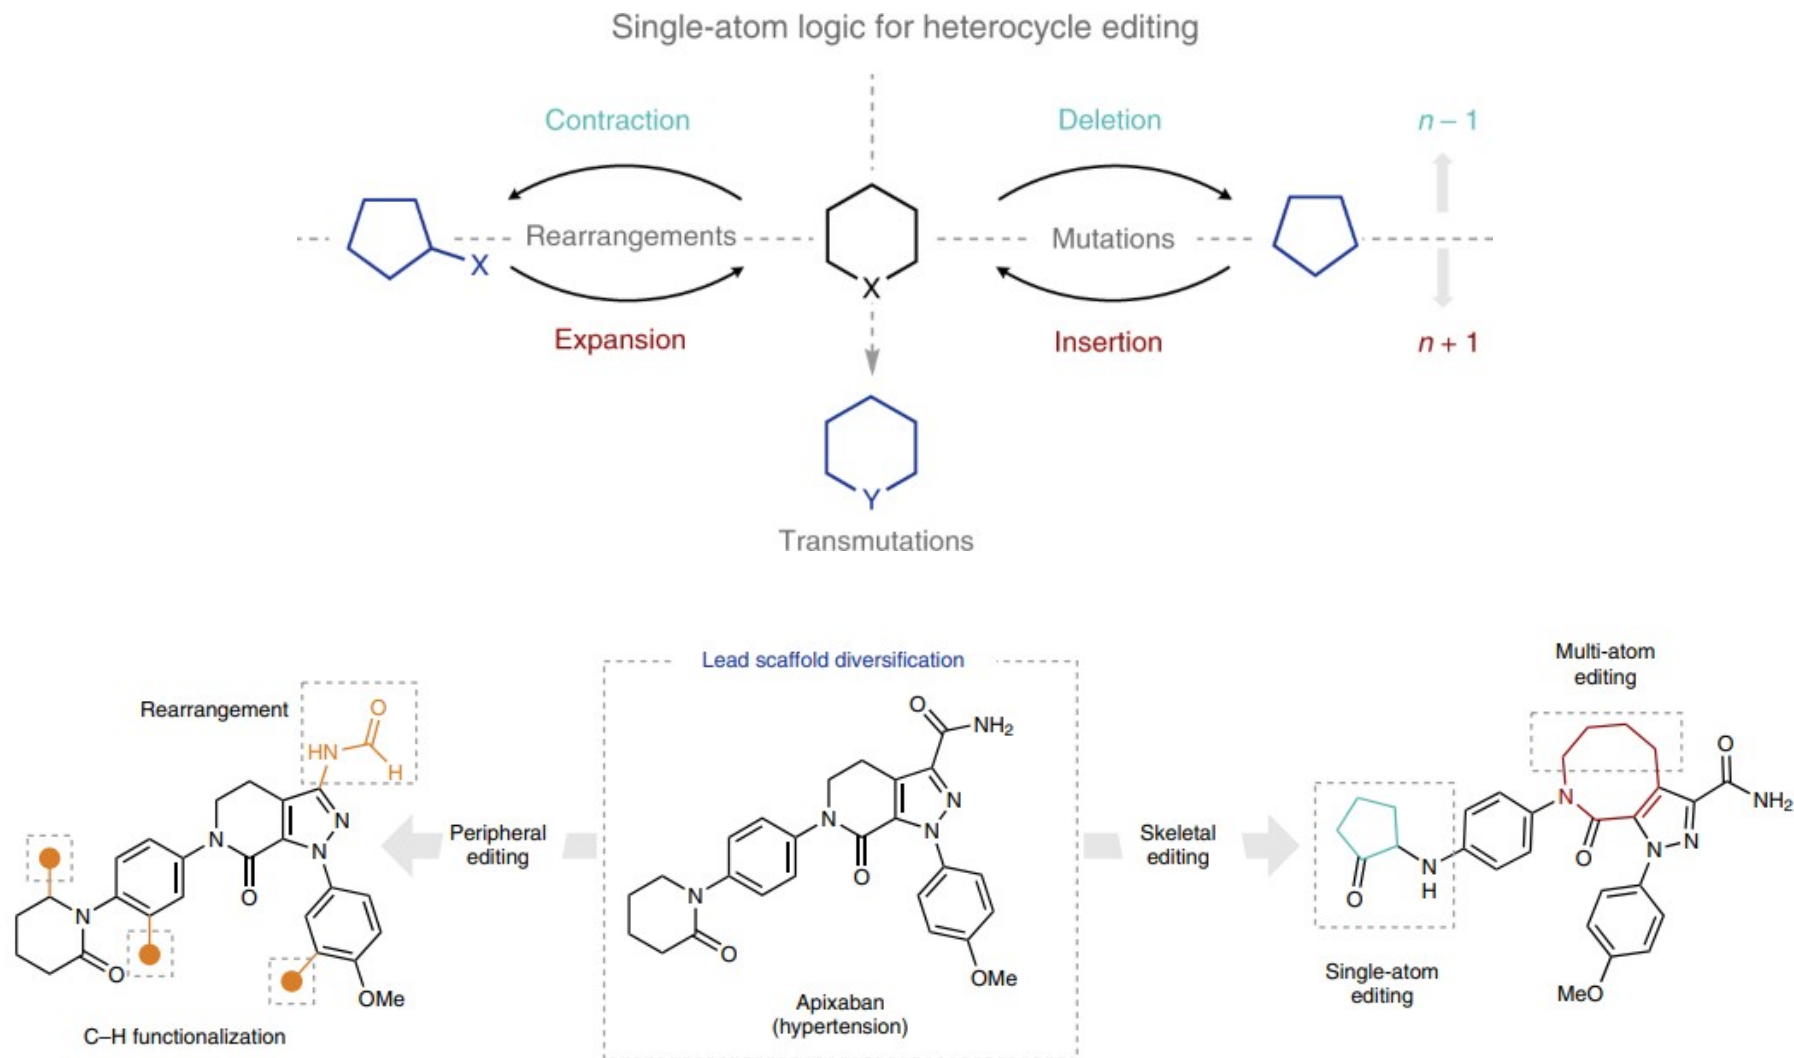 Single-atom logic for heterocycle editing
Contraction
Deletion
n – 1
Rearrangements
Mutations
X
X
Expansion
Insertion
n + 1
Y
Transmutations
Rearrangement
O
HN
H
N
N
N
O
N
O
OMe
C–H functionalization
Peripheral
editing
Lead scaffold diversification
O
NH2
N
N
N
O
N
O
OMe
Apixaban
(hypertension)
Skeletal
editing
Multi-atom
editing
O
NH2
N
O
N
N
N
H
O
MeO
Single-atom
editing